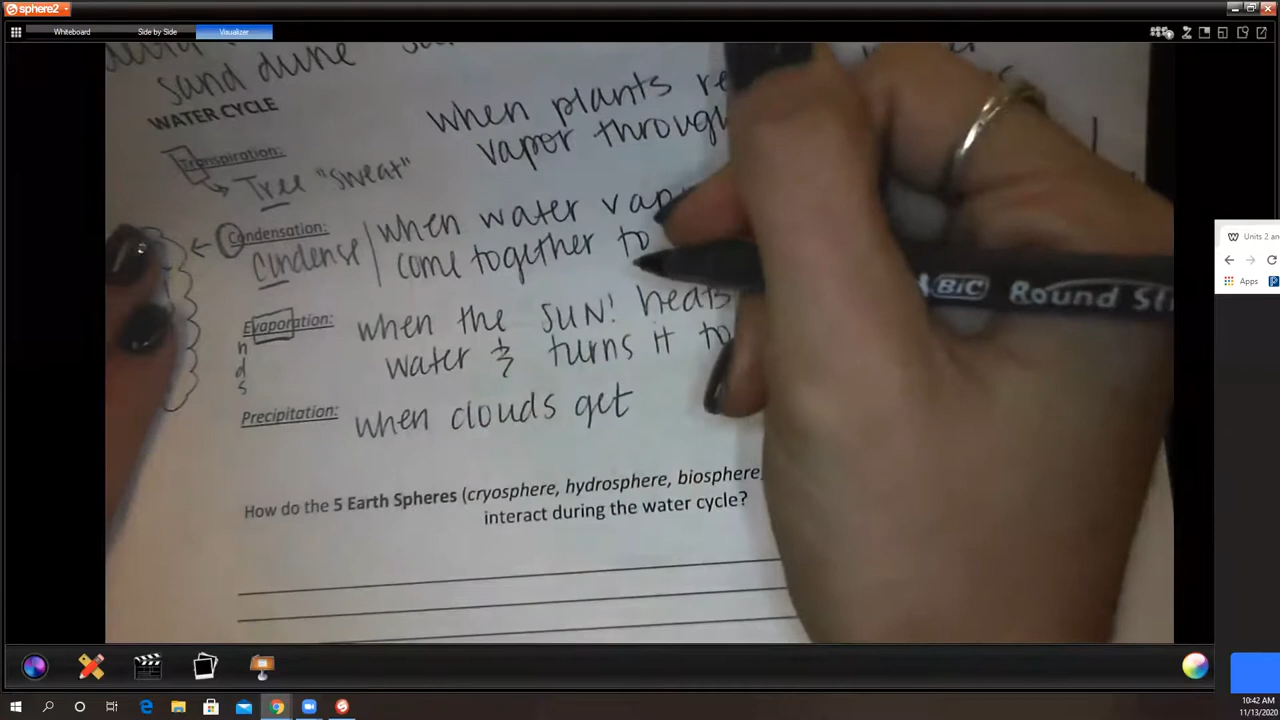 sphere2
Whiteboard
Side by Side
Visualizer
sand dune
WATER CYCLE
when plants
vapor through
Transpiration:
Tree "sweat"
Condensation:
Condense
when water vap
come together to
Evaporation:
n
d
s
when the SUN! heats
water & turns it to
Precipitation:
when clouds get
How do the 5 Earth Spheres (cryosphere, hydrosphere, biosphere,
interact during the water cycle?
BIC Round St
Units 2 an
Apps
10:42 AM
11/13/2020